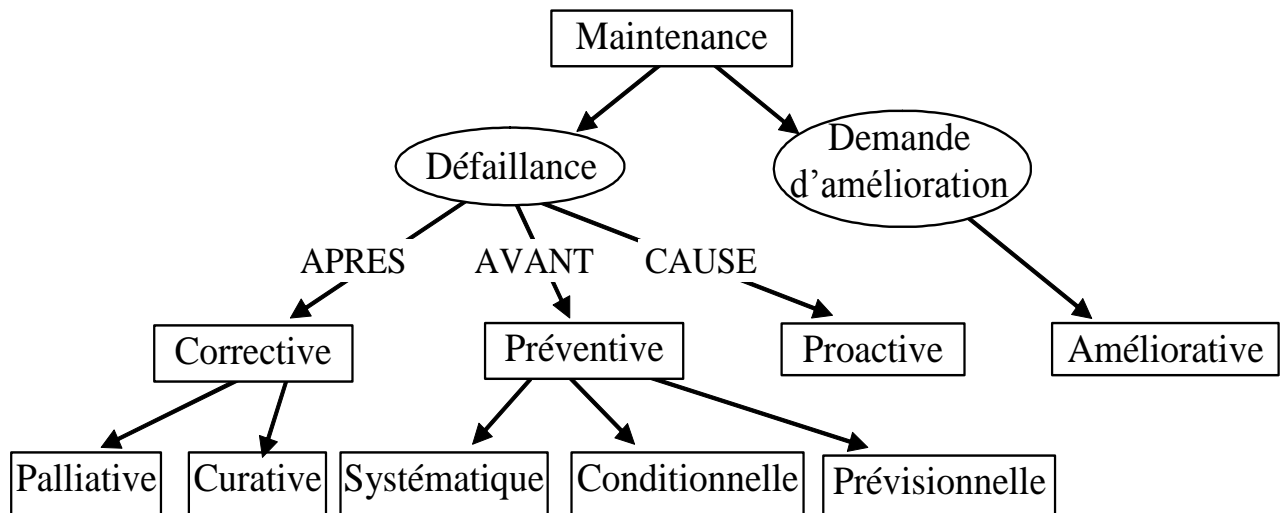 Maintenance
Défaillance
Demande
d’amélioration
APRES
AVANT
CAUSE
Corrective
Préventive
Proactive
Améliorative
Palliative
Curative
Systématique
Conditionnelle
Prévisionnelle